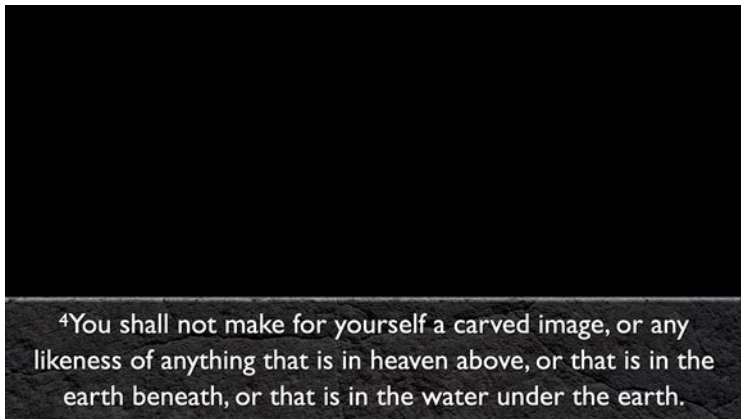 ⁴You shall not make for yourself a carved image, or any
likeness of anything that is in heaven above, or that is in the
earth beneath, or that is in the water under the earth.